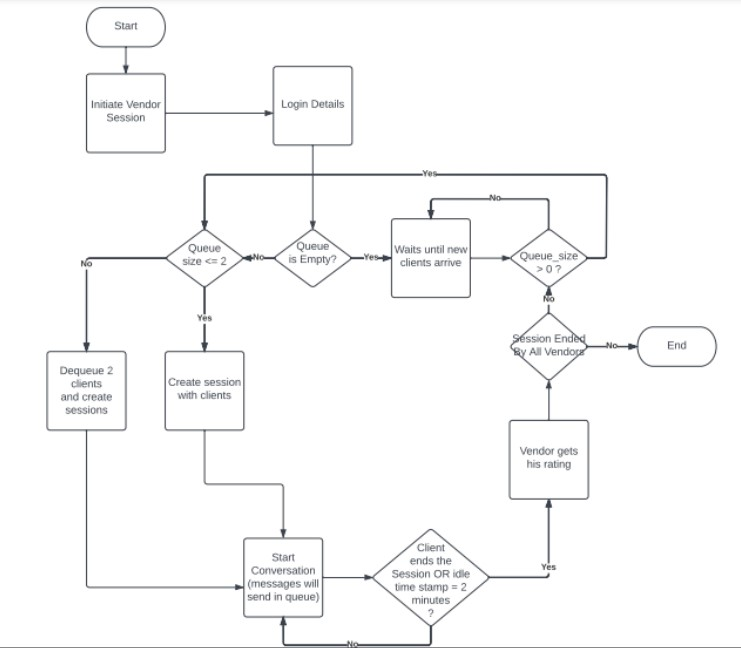 Start
Initiate Vendor
Session
Login Details
Yes
No
Queue
size <= 2
No
Queue
is Empty?
Yes
Waits until new
clients arrive
Queue_size
> 0 ?
No
No
Yes
Session Ended
By All Vendors
No
End
Dequeue 2
clients
and create
sessions
Create session
with clients
Vendor gets
his rating
Start
Conversation
(messages will
send in queue)
Client
ends the
Session OR idle
time stamp = 2
minutes
?
Yes
No